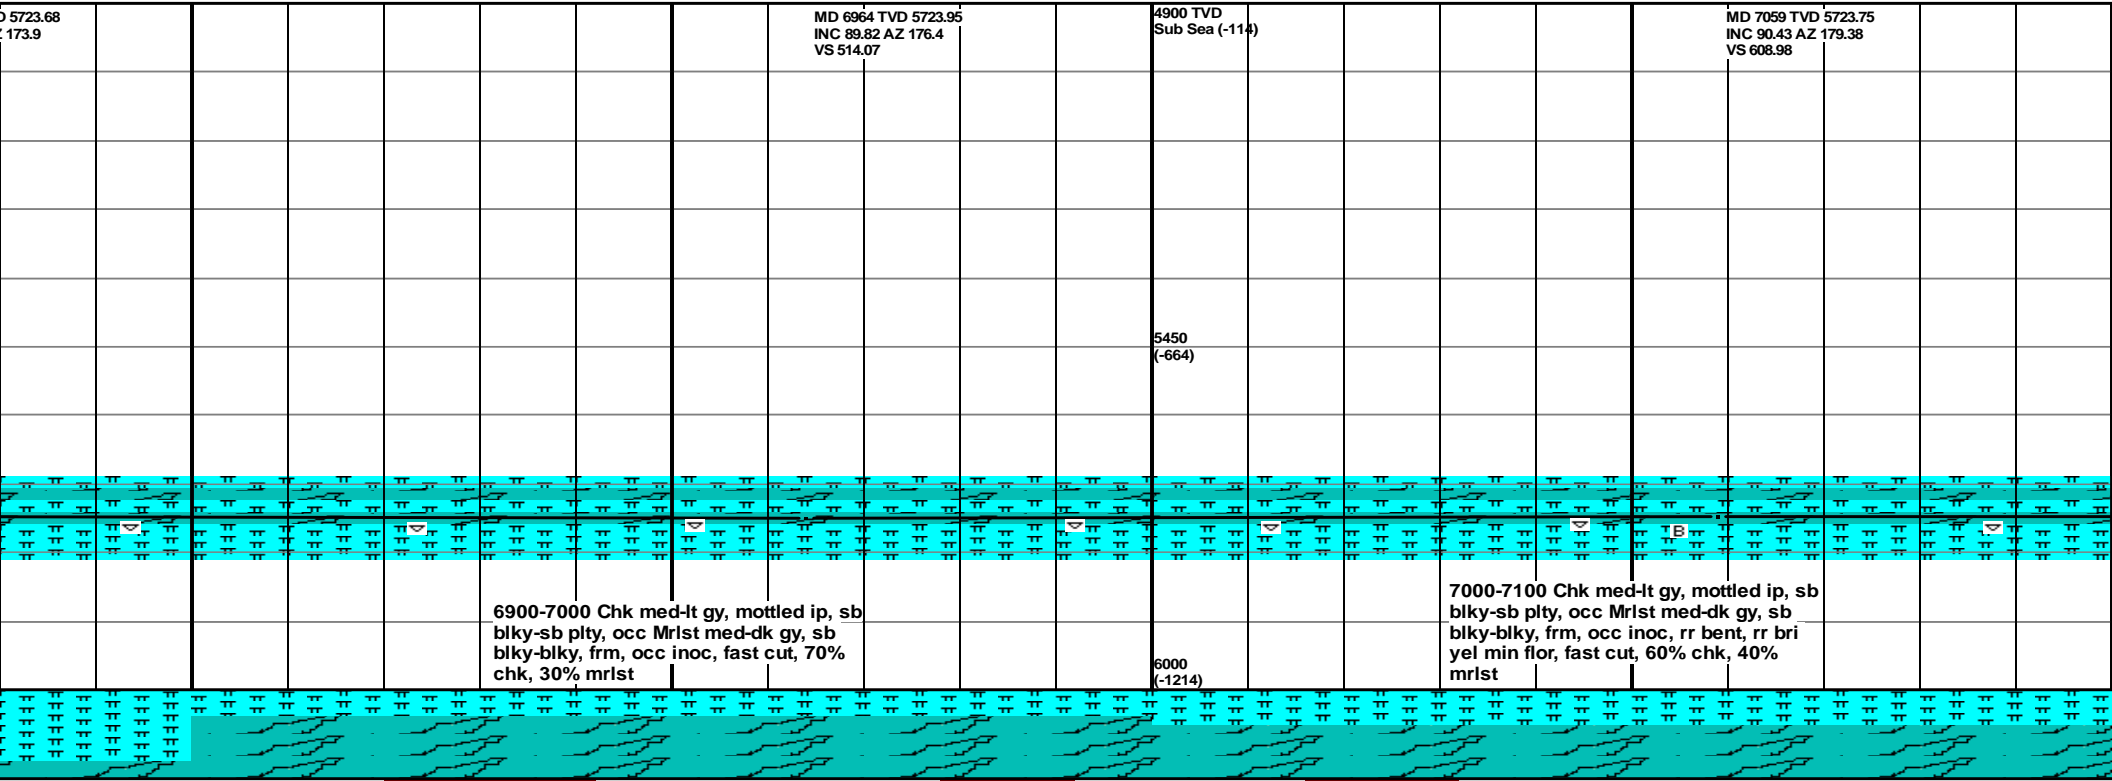 D 5723.68
Z 173.9
MD 6964 TVD 5723.95
INC 89.82 AZ 176.4
VS 514.07
4900 TVD
Sub Sea (-114)
MD 7059 TVD 5723.75
INC 90.43 AZ 179.38
VS 608.98
5450
(-664)
B
6900-7000 Chk med-lt gy, mottled ip, sb
blky-sb plty, occ Mrlst med-dk gy, sb
blky-blky, frm, occ inoc, fast cut, 70%
chk, 30% mrlst
7000-7100 Chk med-lt gy, mottled ip, sb
blky-sb plty, occ Mrlst med-dk gy, sb
blky-blky, frm, occ inoc, rr bent, rr bri
yel min flor, fast cut, 60% chk, 40%
mrlst
6000
(-1214)